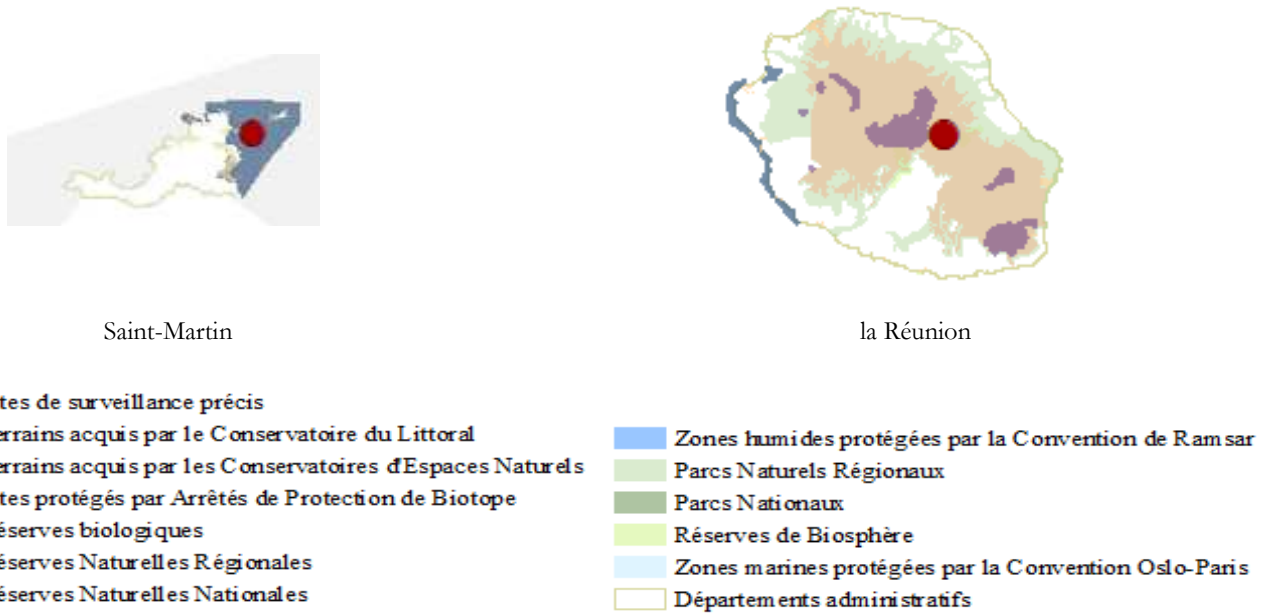 Saint-Martin
la Réunion
tes de surveillance précis
errains acquis par le Conservatoire du Littoral
errains acquis par les Conservatoires d'Espaces Naturels
tes protégés par Arrêtés de Protection de Biotope
éserves biologiques
éserves Naturelles Régionales
éserves Naturelles Nationales
Zones humides protégées par la Convention de Ramsar
Parcs Naturels Régionaux
Parcs Nationaux
Réserves de Biosphère
Zones marines protégées par la Convention Oslo-Paris
Départements administratifs